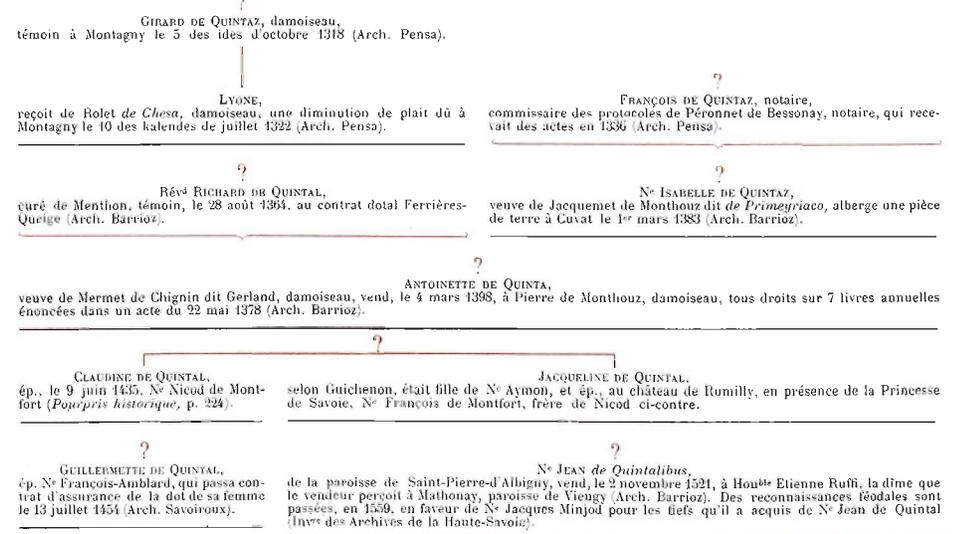 ?
GIRARD DE QUINTAZ, damoiseau,
témoin à Montagny le 5 des ides d'octobre 1318 (Arch. Pensa).
LYONE,
reçoit de Rolet de Chesa, damoiseau, une diminution de plait dû à
Montagny le 10 des kalendes de juillet 1322 (Arch. Pensa).
?
FRANÇOIS DE QUINTAZ, notaire,
commissaire des protocoles de Péronnet de Bessonay, notaire, qui rece-
vait des actes en 1336 (Arch. Pensa).
?
Révd RICHARD DE QUINTAL,
curé de Menthon, témoin, le 28 août 1364, au contrat dotal Ferrières-
Queige (Arch. Barrioz).
?
Ne ISABELLE DE QUINTAZ,
veuve de Jacquemet de Monthouz dit de Primeyriaco, alberge une pièce
de terre à Cuvat le 1er mars 1383 (Arch. Barrioz).
?
ANTOINETTE DE QUINTA,
veuve de Mermet de Chignin dit Gerland, damoiseau, vend, le 4 mars 1398, à Pierre de Monthouz, damoiseau, tous droits sur 7 livres annuelles
énoncées dans un acte du 22 mai 1378 (Arch. Barrioz).
?
CLAUDINE DE QUINTAL,
ép., le 9 juin 1435, Ne Nicod de Mont-
fort (Pourpris historique, p. 224).
JACQUELINE DE QUINTAL,
selon Guichenon, était fille de Ne Aymon, et ép., au château de Rumilly, en présence de la Princesse
de Savoie, Ne François de Montfort, frère de Nicod ci-contre.
?
GUILLERMETTE DE QUINTAL,
ép. Ne François-Amblard, qui passa con-
trat d'assurance de la dot de sa femme
le 13 juillet 1454 (Arch. Savoiroux).
?
Ne JEAN de Quintalibus,
de la paroisse de Saint-Pierre-d'Albigny, vend, le 2 novembre 1521, à Honble Etienne Ruffi, la dîme que
le vendeur perçoit à Mathonay, paroisse de Vieugy (Arch. Barrioz). Des reconnaissances féodales sont
passées, en 1559, en faveur de Ne Jacques Minjod pour les fiefs qu'il a acquis de Ne Jean de Quintal
(Invre des Archives de la Haute-Savoie).